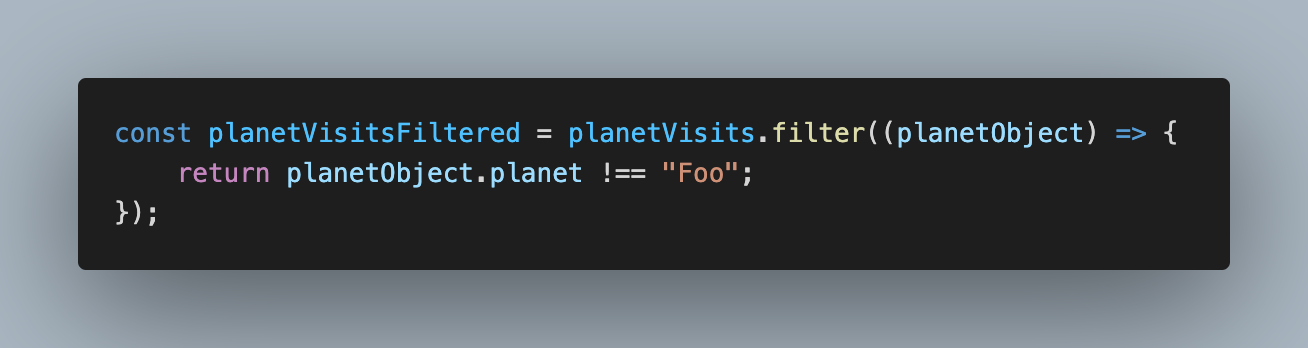 const planetVisitsFiltered = planetVisits.filter((planetObject) => {
    return planetObject.planet !== "Foo";
});